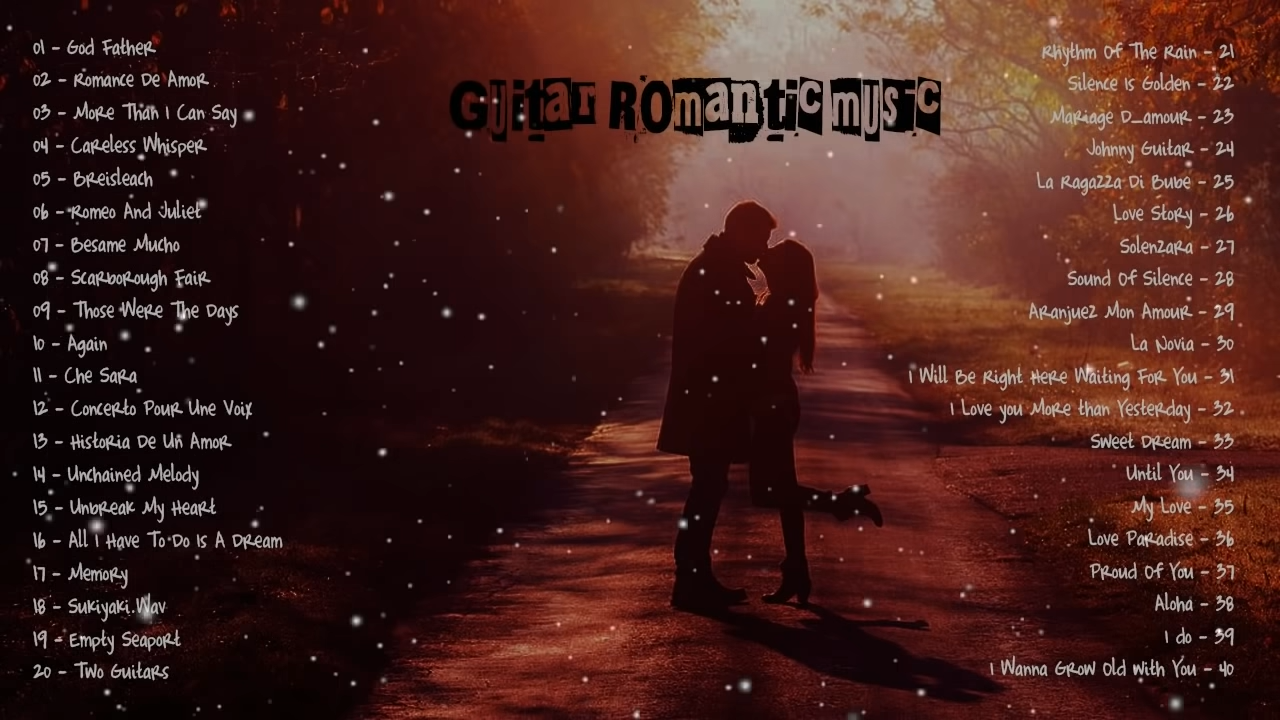 Guitar Romantic music
01 - God Father
02 - Romance De Amor
03 - More Than I Can Say
04 - Careless Whisper
05 - Breisleach
06 - Romeo And Juliet
07 - Besame Mucho
08 - Scarborough Fair
09 - Those Were The Days
10 - Again
11 - Che Sara
12 - Concerto Pour Une Voix
13 - Historia De Un Amor
14 - Unchained Melody
15 - Unbreak My Heart
16 - All I Have To Do Is A Dream
17 - Memory
18 - Sukiyaki.Wav
19 - Empty Seaport
20 - Two Guitars
Rhythm Of The Rain - 21
Silence Is Golden - 22
Mariage D_amour - 23
Johnny Guitar - 24
La Ragazza Di Bube - 25
Love Story - 26
Solenzara - 27
Sound Of Silence - 28
Aranjuez Mon Amour - 29
La Novia - 30
I Will Be Right Here Waiting For You - 31
I Love you More than Yesterday - 32
Sweet Dream - 33
Until You - 34
My Love - 35
Love Paradise - 36
Proud Of You - 37
Aloha - 38
I do - 39
I Wanna Grow Old With You - 40